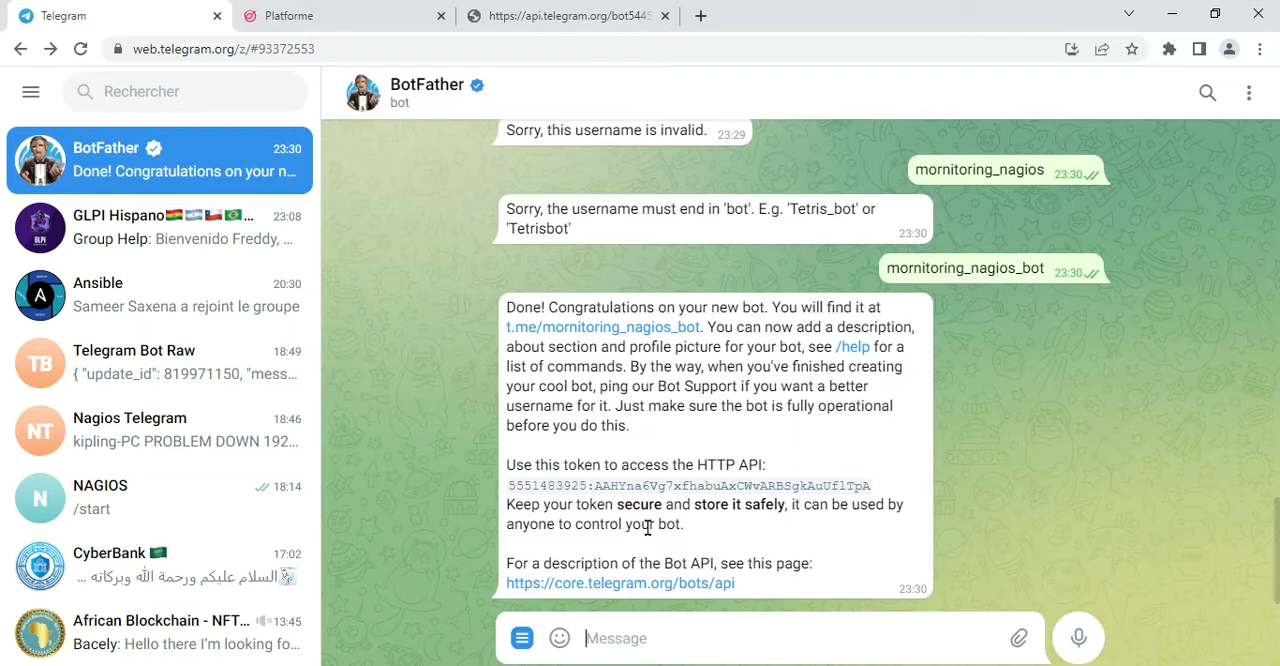 Telegram
Platforme
https://api.telegram.org/bot5445
web.telegram.org/z/#93372553
Rechercher
BotFather
bot
BotFather 23:30
Done! Congratulations on your n...
GLPI Hispano ... 23:08
Group Help: Bienvenido Freddy, ...
Ansible 20:30
Sameer Saxena a rejoint le groupe
Telegram Bot Raw 18:49
{ "update_id": 819971150, "mess...
Nagios Telegram 18:46
kipling-PC PROBLEM DOWN 192...
NAGIOS 18:14
/start
CyberBank 17:02
السلام عليكم ورحمة الله وبركاته ...
African Blockchain - NFT... 13:45
Bacely: Hello there I'm looking fo...
TB
NT
N
GLPI
A
Sorry, this username is invalid. 23:29
mornitoring_nagios 23:30
Sorry, the username must end in 'bot'. E.g. 'Tetris_bot' or
'Tetrisbot' 23:30
mornitoring_nagios_bot 23:30
Done! Congratulations on your new bot. You will find it at
t.me/mornitoring_nagios_bot. You can now add a description,
about section and profile picture for your bot, see /help for a
list of commands. By the way, when you've finished creating
your cool bot, ping our Bot Support if you want a better
username for it. Just make sure the bot is fully operational
before you do this.
Use this token to access the HTTP API:
5551483925:AAHYna6Vg7xfhabuAxCWvARBSgkAuUflTpA
Keep your token secure and store it safely, it can be used by
anyone to control your bot.
For a description of the Bot API, see this page:
https://core.telegram.org/bots/api 23:30
Message